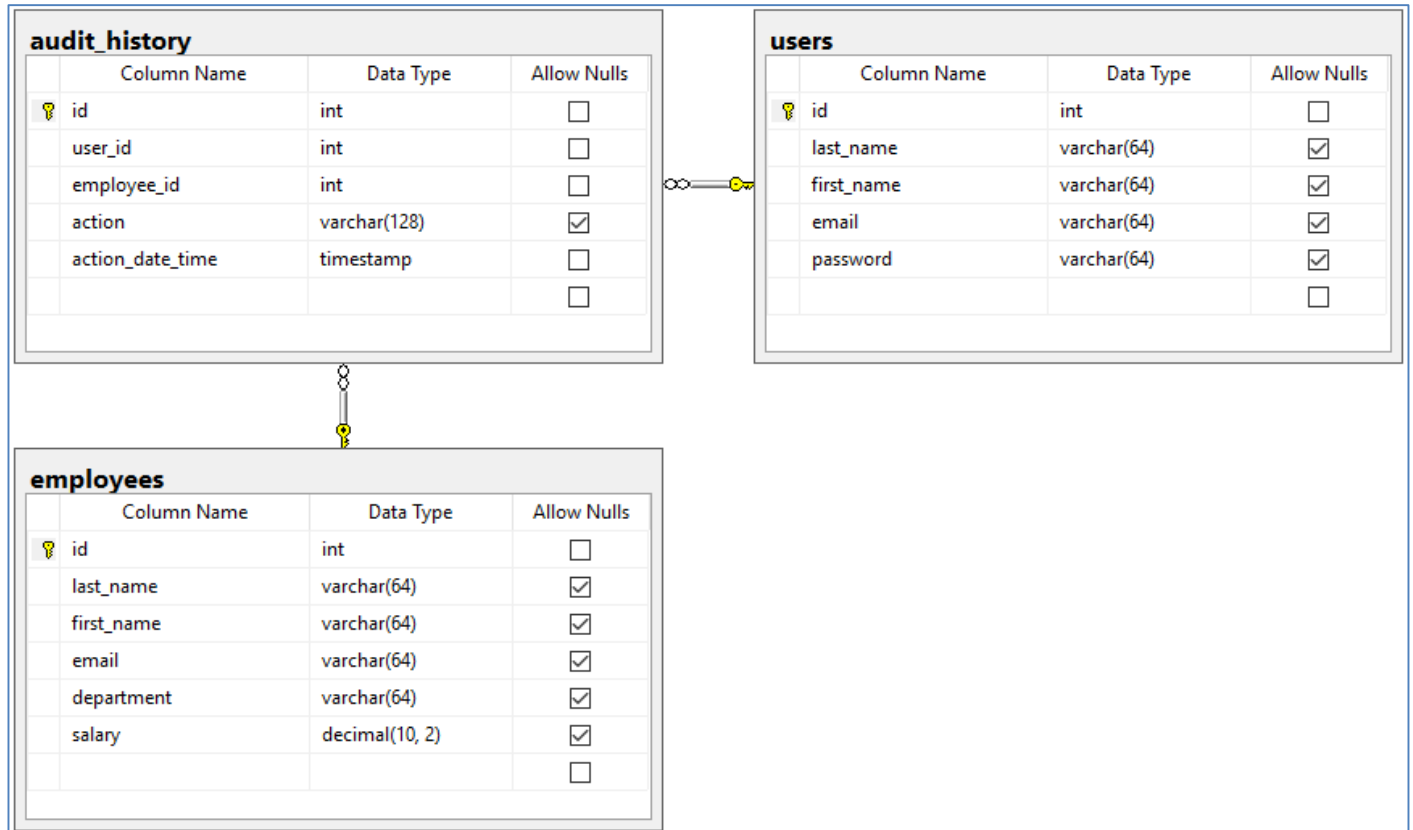 audit_history
Column Name Data Type Allow Nulls
id int
user_id int
employee_id int
action varchar(128)
action_date_time timestamp
users
Column Name Data Type Allow Nulls
id int
last_name varchar(64)
first_name varchar(64)
email varchar(64)
password varchar(64)
employees
Column Name Data Type Allow Nulls
id int
last_name varchar(64)
first_name varchar(64)
email varchar(64)
department varchar(64)
salary decimal(10, 2)